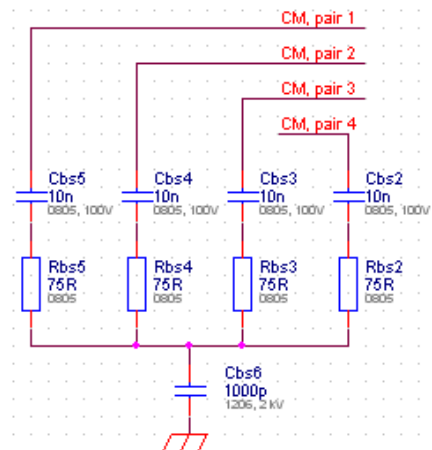 CM, pair 1
CM, pair 2
CM, pair 3
CM, pair 4
Cbs5
10n
0805, 100V
Cbs4
10n
0805, 100V
Cbs3
10n
0805, 100V
Cbs2
10n
0805, 100V
Rbs5
75R
0805
Rbs4
75R
0805
Rbs3
75R
0805
Rbs2
75R
0805
Cbs6
1000p
1206, 2kV